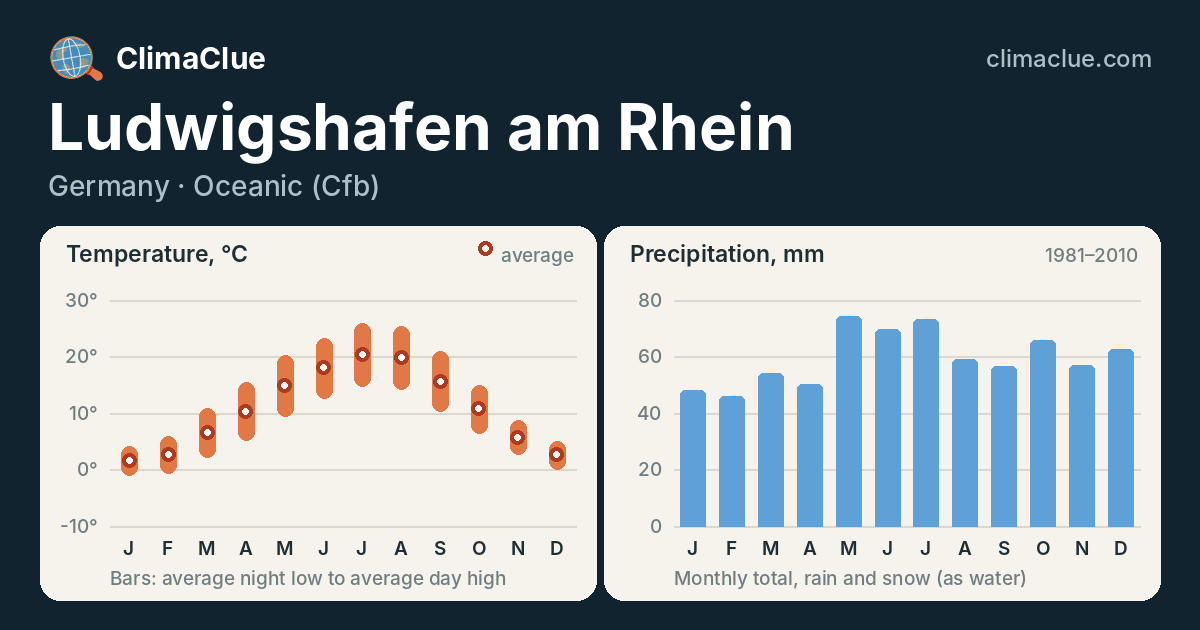 ClimaClue
climaclue.com
Ludwigshafen am Rhein
Germany · Oceanic (Cfb)
Temperature, °C
average
30°
20°
10°
0°
-10°
J F M A M J J A S O N D
Bars: average night low to average day high
Precipitation, mm
1981–2010
80
60
40
20
0
J F M A M J J A S O N D
Monthly total, rain and snow (as water)